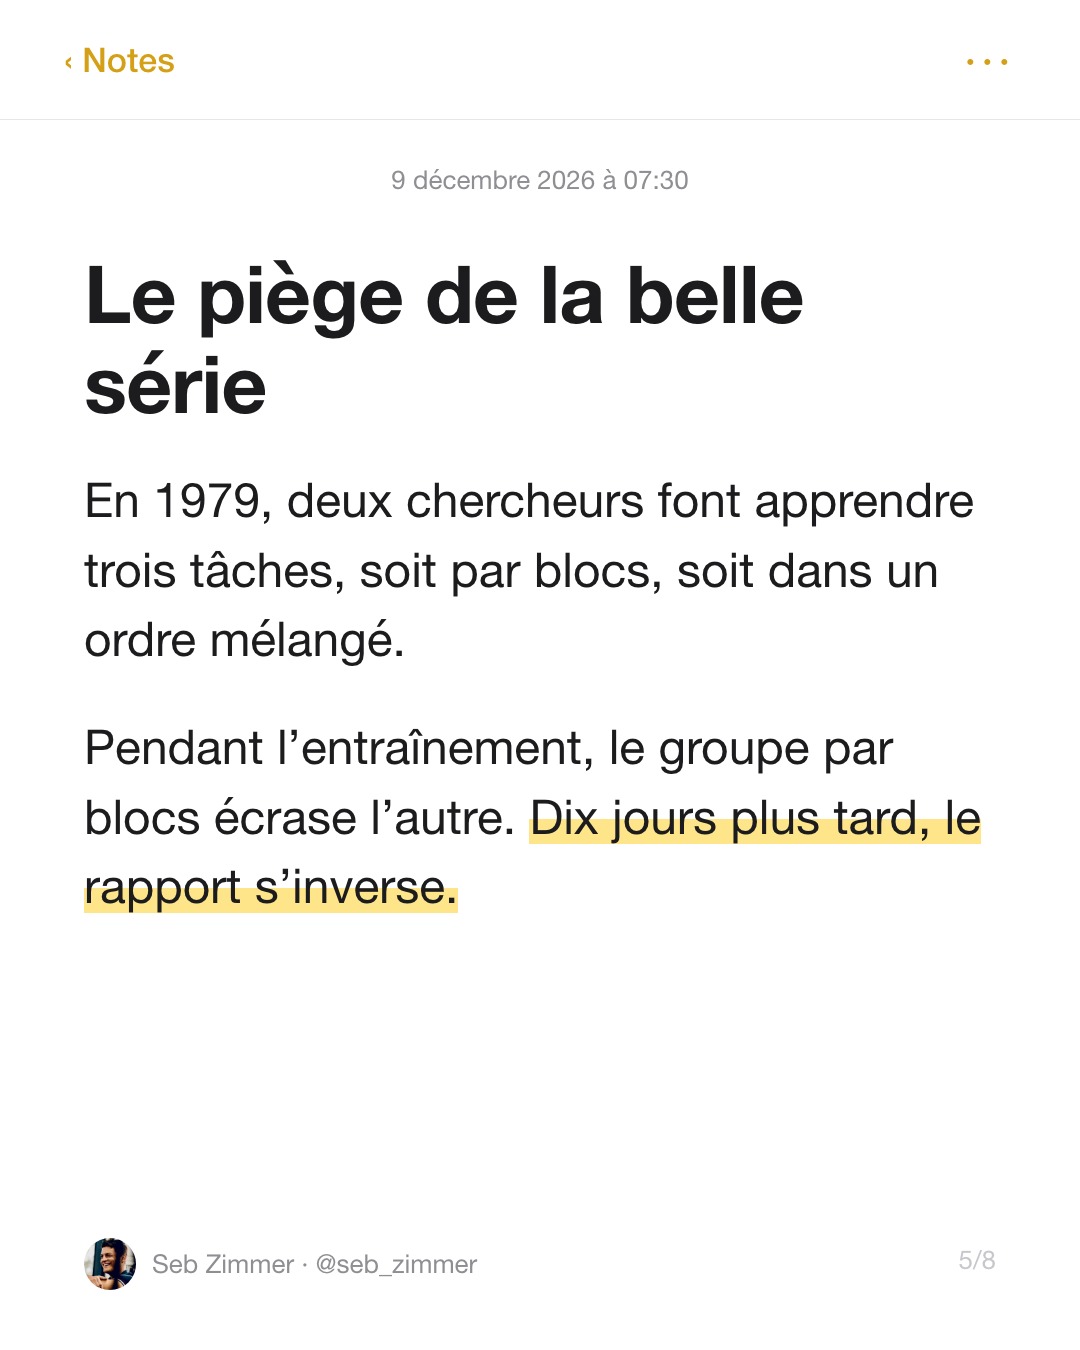 ‹ Notes
9 décembre 2026 à 07:30
Le piège de la belle
série
En 1979, deux chercheurs font apprendre
trois tâches, soit par blocs, soit dans un
ordre mélangé.
Pendant l’entraînement, le groupe par
blocs écrase l’autre. Dix jours plus tard, le
rapport s’inverse.
Seb Zimmer · @seb_zimmer
5/8